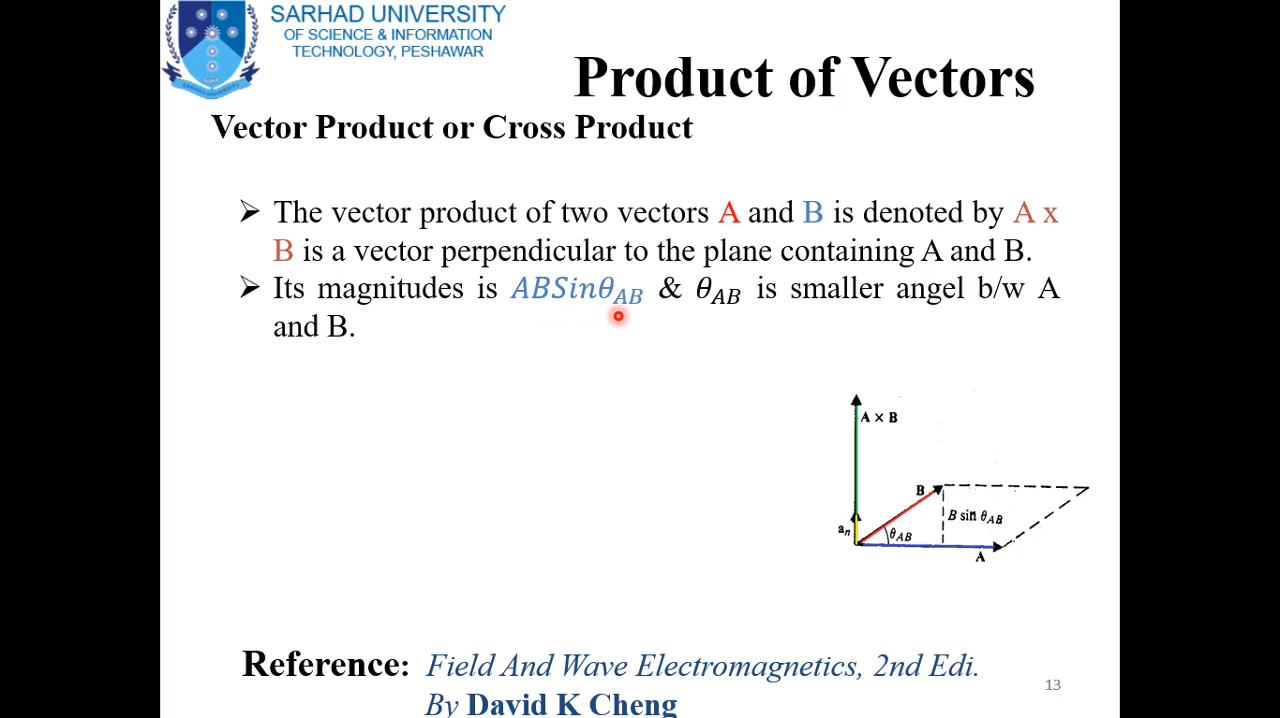 SARHAD UNIVERSITY
OF SCIENCE & INFORMATION
TECHNOLOGY, PESHAWAR
Product of Vectors
Vector Product or Cross Product
➢ The vector product of two vectors A and B is denoted by A x
B is a vector perpendicular to the plane containing A and B.
➢ Its magnitudes is ABSinθ_AB & θ_AB is smaller angel b/w A
and B.
A × B
B
B sin θ_AB
a_n
θ_AB
A
Reference: Field And Wave Electromagnetics, 2nd Edi.
By David K Cheng
13